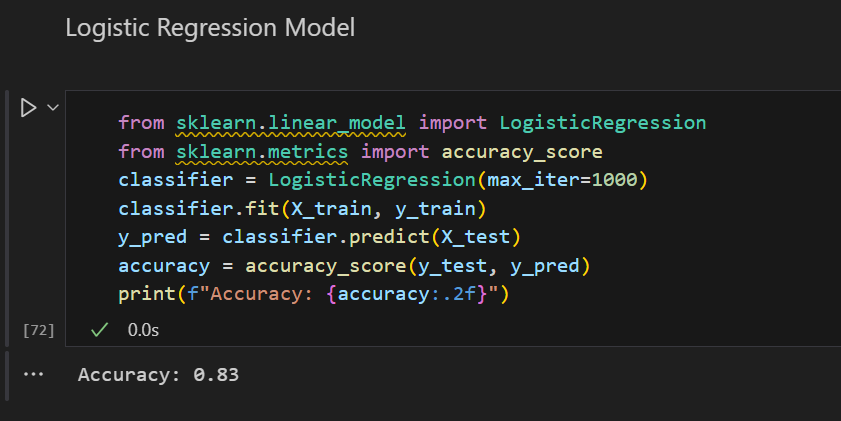 Logistic Regression Model
from sklearn.linear_model import LogisticRegression
from sklearn.metrics import accuracy_score
classifier = LogisticRegression(max_iter=1000)
classifier.fit(X_train, y_train)
y_pred = classifier.predict(X_test)
accuracy = accuracy_score(y_test, y_pred)
print(f"Accuracy: {accuracy:.2f}")
[72] 0.0s
Accuracy: 0.83